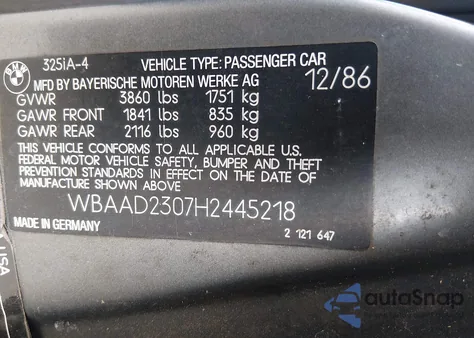 BMW
325iA-4 VEHICLE TYPE: PASSENGER CAR
MFD BY BAYERISCHE MOTOREN WERKE AG 12/86
GVWR 3860 lbs 1751 kg
GAWR FRONT 1841 lbs 835 kg
GAWR REAR 2116 lbs 960 kg
THIS VEHICLE CONFORMS TO ALL APPLICABLE U.S.
FEDERAL MOTOR VEHICLE SAFETY, BUMPER AND THEFT
PREVENTION STANDARDS IN EFFECT ON THE DATE OF
MANUFACTURE SHOWN ABOVE
WBAAD2307H2445218
MADE IN GERMANY 2 121 647
USA
autoSnap